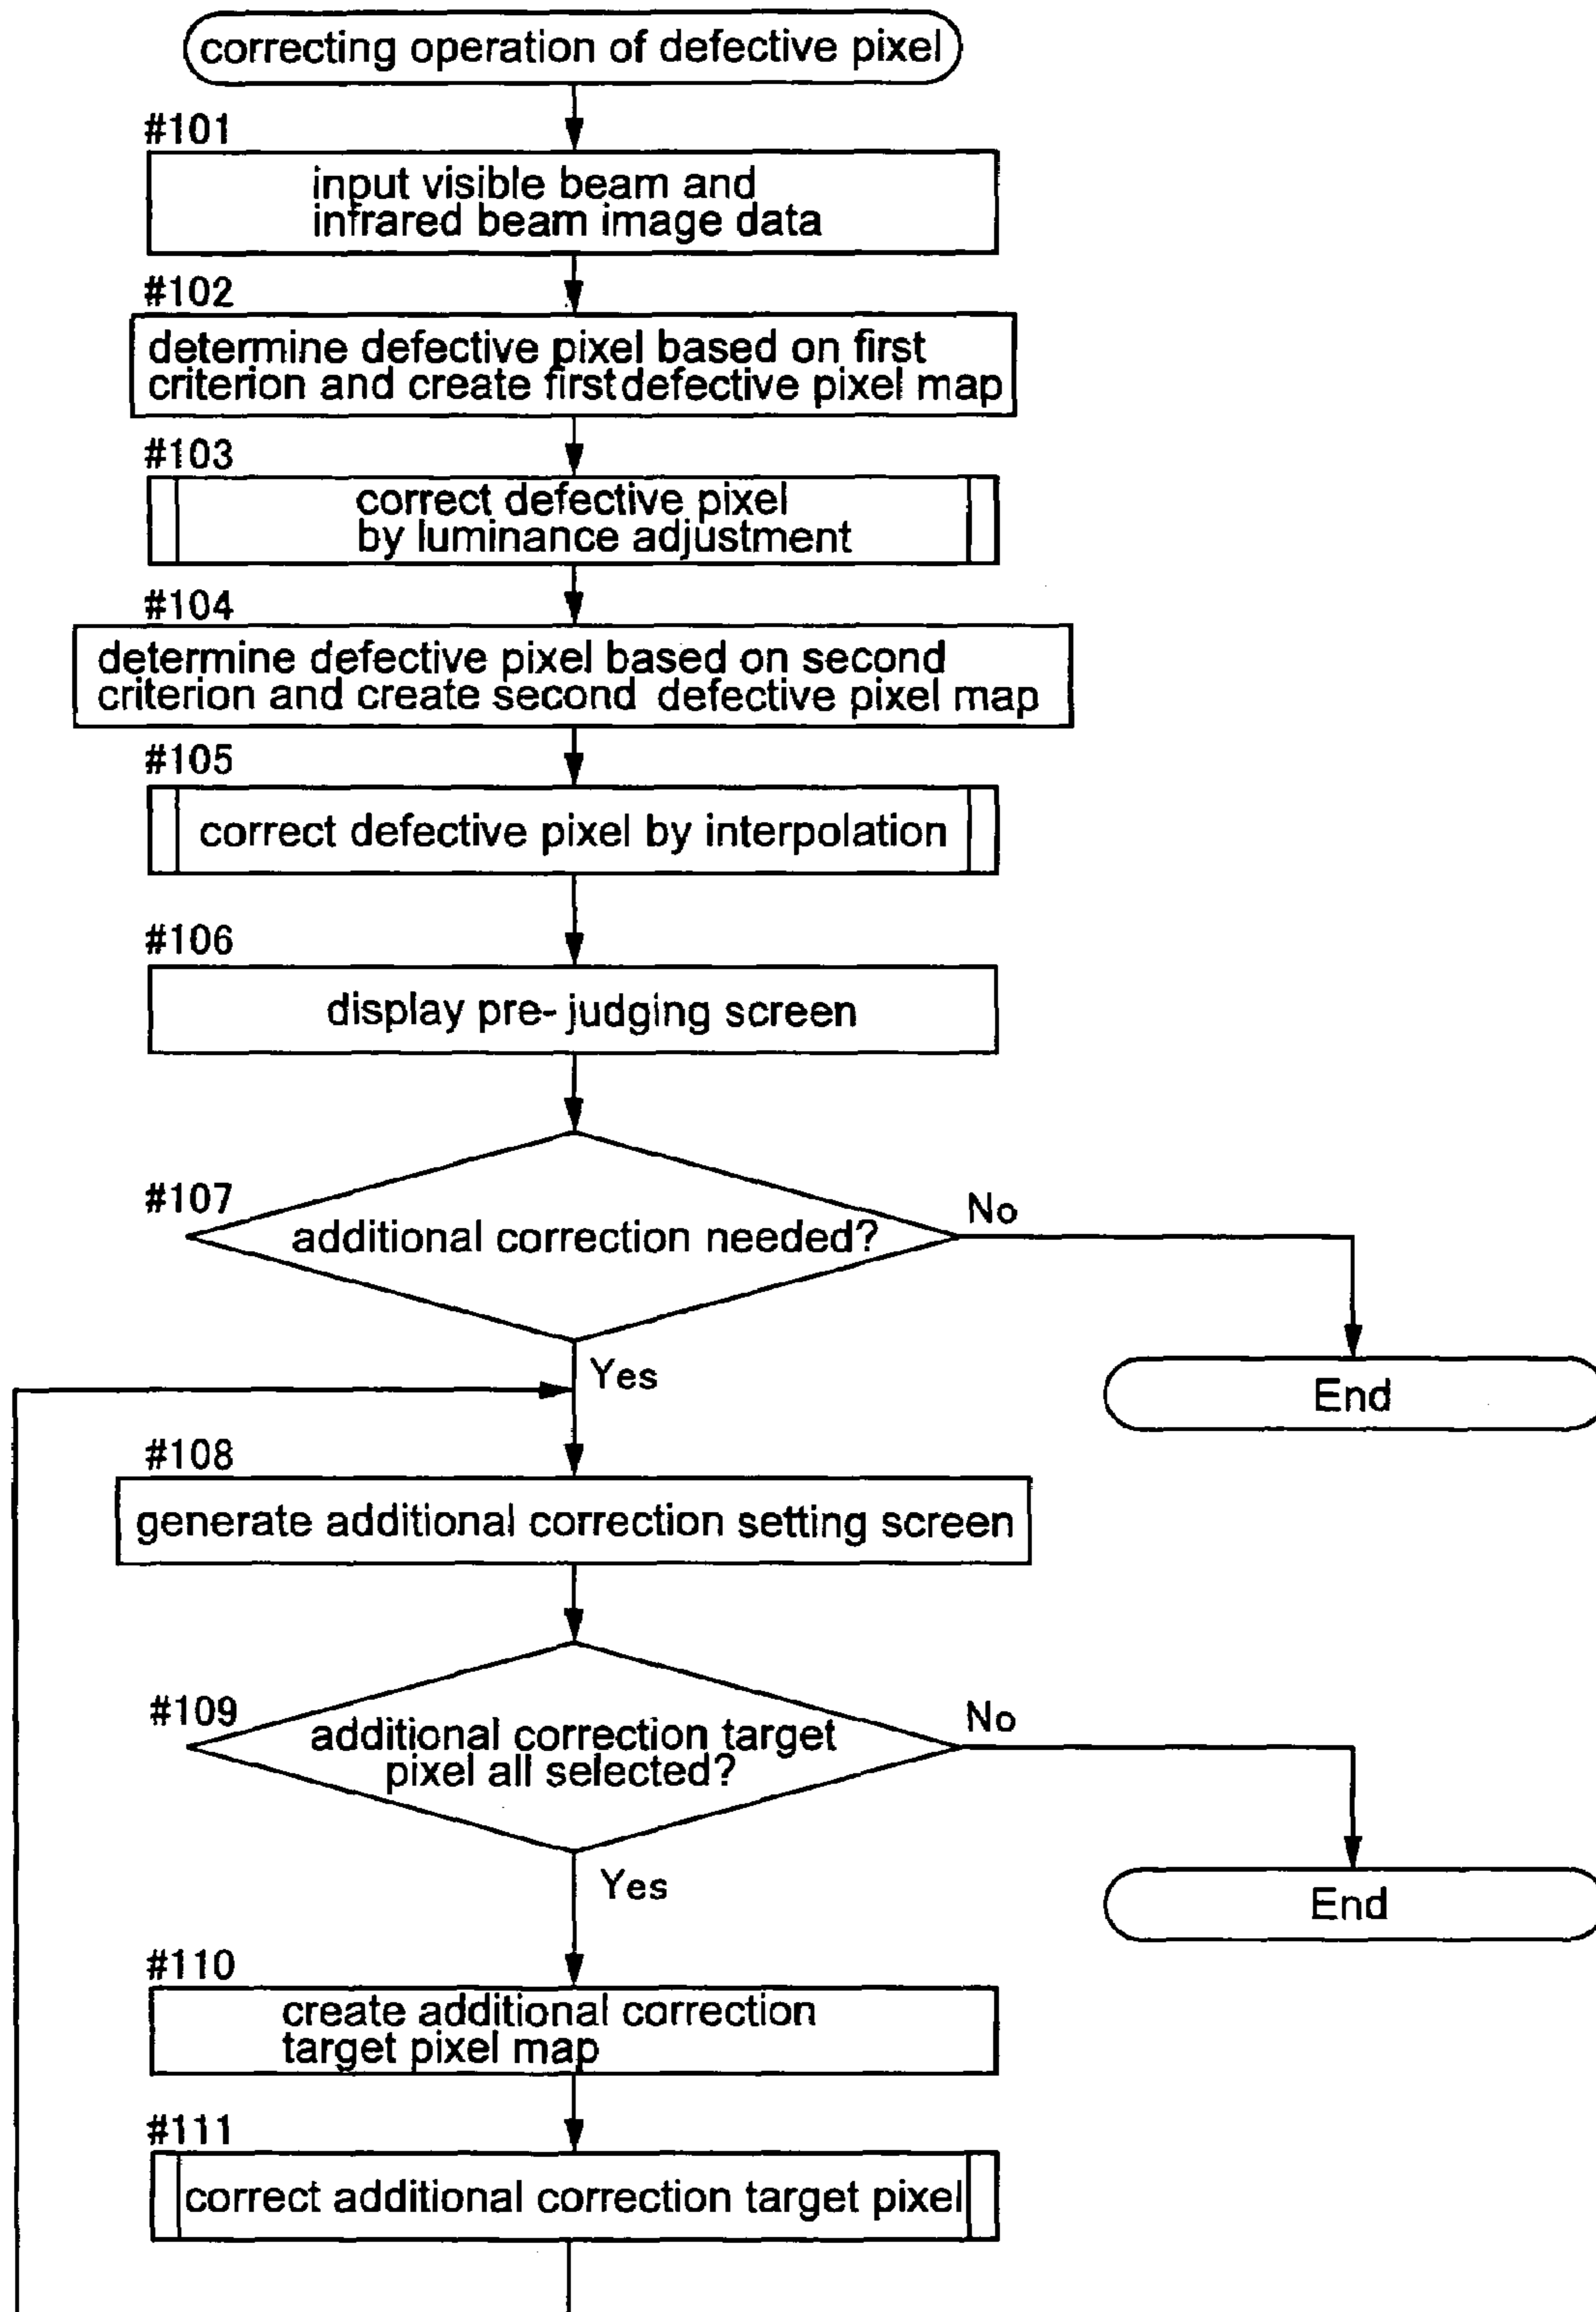 correcting operation of defective pixel
#101
input visible beam and
infrared beam image data
#102
determine defective pixel based on first
criterion and create first defective pixel map
#103
correct defective pixel
by luminance adjustment
#104
determine defective pixel based on second
criterion and create second defective pixel map
#105
correct defective pixel by interpolation
#106
display pre-judging screen
#107
additional correction needed?
No
Yes
End
#108
generate additional correction setting screen
#109
additional correction target
pixel all selected?
No
Yes
End
#110
create additional correction
target pixel map
#111
correct additional correction target pixel